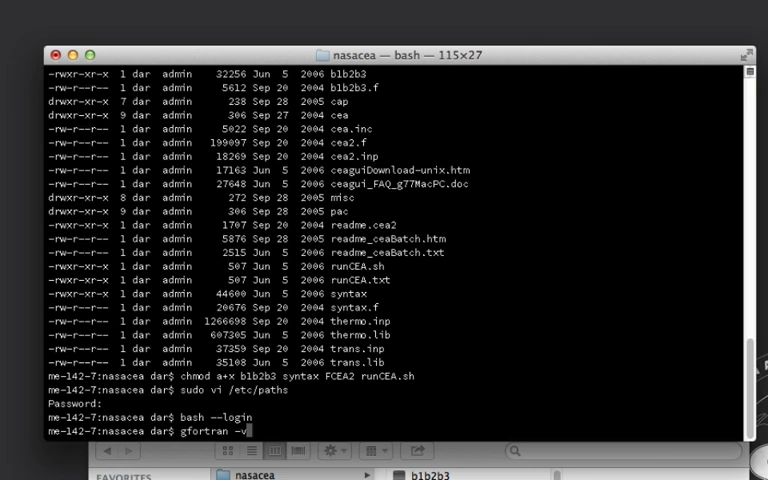 nasacea — bash — 115×27
-rwxr-xr-x 1 dar admin 32256 Jun 5 2006 b1b2b3
-rw-r--r-- 1 dar admin 5612 Sep 20 2004 b1b2b3.f
drwxr-xr-x 7 dar admin 238 Sep 28 2005 cap
drwxr-xr-x 9 dar admin 306 Sep 27 2004 cea
-rw-r--r-- 1 dar admin 5022 Sep 20 2004 cea.inc
-rw-r--r-- 1 dar admin 199097 Sep 20 2004 cea2.f
-rw-r--r-- 1 dar admin 18269 Sep 20 2004 cea2.inp
-rw-r--r-- 1 dar admin 17163 Jun 5 2006 ceaguiDownload-unix.htm
-rw-r--r-- 1 dar admin 27648 Jun 5 2006 ceagui_FAQ_g77MacPC.doc
drwxr-xr-x 8 dar admin 272 Sep 28 2005 misc
drwxr-xr-x 9 dar admin 306 Sep 28 2005 pac
-rw-r--r-- 1 dar admin 1707 Sep 20 2004 readme.cea2
-rw-r--r-- 1 dar admin 5876 Sep 28 2005 readme_ceaBatch.htm
-rw-r--r-- 1 dar admin 2515 Jun 5 2006 readme_ceaBatch.txt
-rwxr-xr-x 1 dar admin 507 Jun 5 2006 runCEA.sh
-rwxr-xr-x 1 dar admin 507 Jun 5 2006 runCEA.txt
-rwxr-xr-x 1 dar admin 44600 Jun 5 2006 syntax
-rw-r--r-- 1 dar admin 20676 Sep 20 2004 syntax.f
-rw-r--r-- 1 dar admin 1266698 Sep 20 2004 thermo.inp
-rw-r--r-- 1 dar admin 607305 Jun 5 2006 thermo.lib
-rw-r--r-- 1 dar admin 37359 Sep 20 2004 trans.inp
-rw-r--r-- 1 dar admin 35108 Jun 5 2006 trans.lib
me-142-7:nasacea dar$ chmod a+x b1b2b3 syntax FCEA2 runCEA.sh
me-142-7:nasacea dar$ sudo vi /etc/paths
Password:
me-142-7:nasacea dar$ bash --login
me-142-7:nasacea dar$ gfortran -v
FAVORITES nasacea b1b2b3